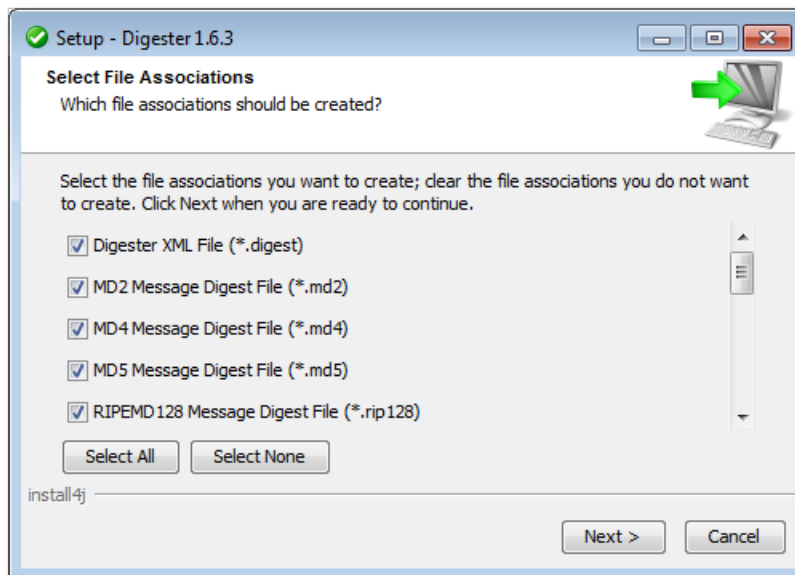 Setup - Digester 1.6.3
Select File Associations
Which file associations should be created?
Select the file associations you want to create; clear the file associations you do not want
to create. Click Next when you are ready to continue.
Digester XML File (*.digest)
MD2 Message Digest File (*.md2)
MD4 Message Digest File (*.md4)
MD5 Message Digest File (*.md5)
RIPEMD128 Message Digest File (*.rip128)
Select All Select None
install4j
Next > Cancel